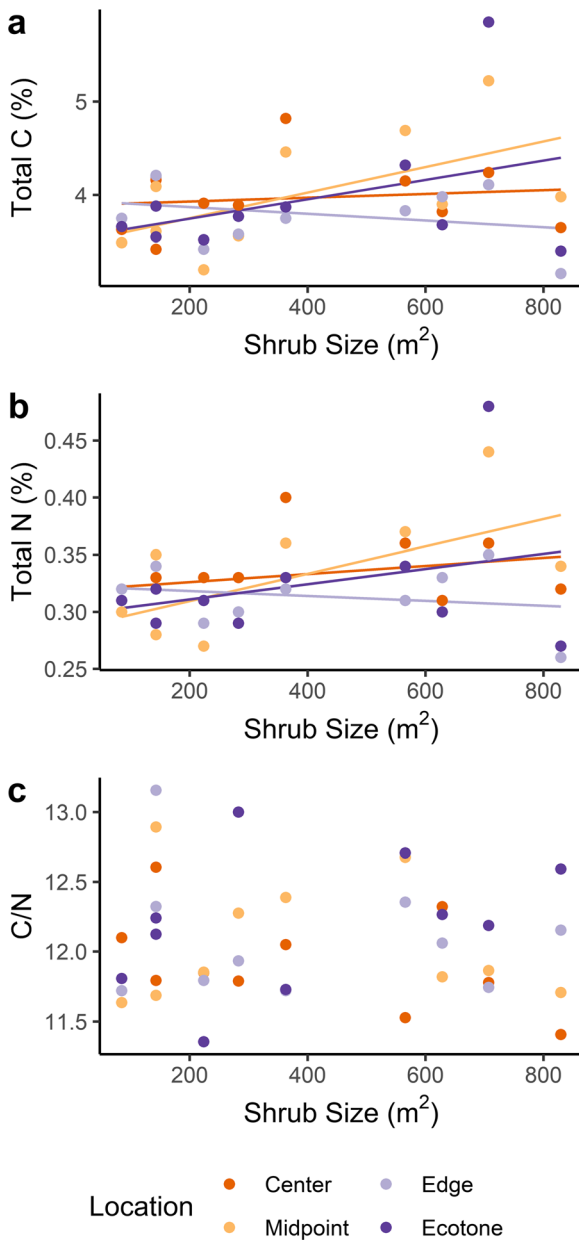 a
Total C (%)
5
4
200
400
600
800
Shrub Size (m²)
b
Total N (%)
0.45
0.40
0.35
0.30
0.25
200
400
600
800
Shrub Size (m²)
c
C/N
13.0
12.5
12.0
11.5
200
400
600
800
Shrub Size (m²)
Location
Center
Edge
Midpoint
Ecotone